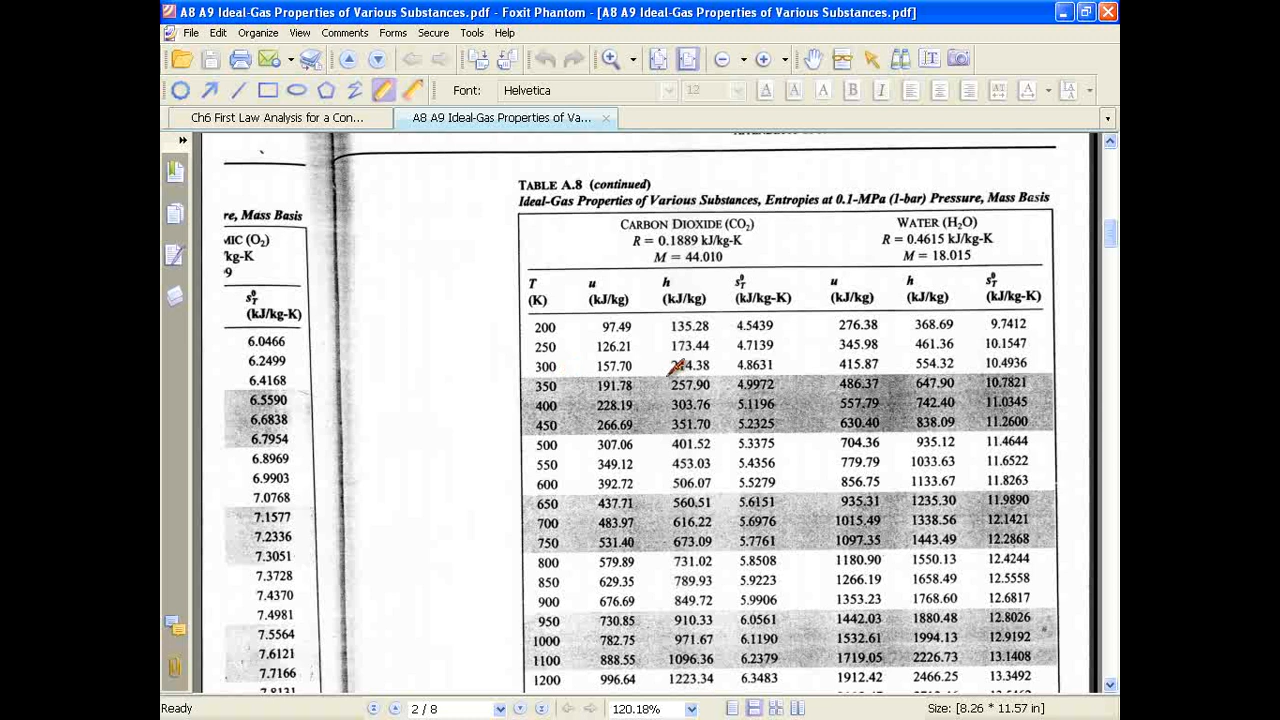 A8 A9 Ideal-Gas Properties of Various Substances.pdf - Foxit Phantom - [A8 A9 Ideal-Gas Properties of Various Substances.pdf]
File Edit Organize View Comments Forms Secure Tools Help
Font: Helvetica 12
Ch6 First Law Analysis for a Con... A8 A9 Ideal-Gas Properties of Va...
re, Mass Basis
MIC (O2)
/kg-K
9
s⁰T
(kJ/kg-K)
6.0466
6.2499
6.4168
6.5590
6.6838
6.7954
6.8969
6.9903
7.0768
7.1577
7.2336
7.3051
7.3728
7.4370
7.4981
7.5564
7.6121
7.7166
7.8131
TABLE A.8 (continued)
Ideal-Gas Properties of Various Substances, Entropies at 0.1-MPa (1-bar) Pressure, Mass Basis
CARBON DIOXIDE (CO2) WATER (H2O)
R = 0.1889 kJ/kg-K R = 0.4615 kJ/kg-K
M = 44.010 M = 18.015
T u h s⁰T u h s⁰T
(K) (kJ/kg) (kJ/kg) (kJ/kg-K) (kJ/kg) (kJ/kg) (kJ/kg-K)
200 97.49 135.28 4.5439 276.38 368.69 9.7412
250 126.21 173.44 4.7139 345.98 461.36 10.1547
300 157.70 4.38 4.8631 415.87 554.32 10.4936
350 191.78 257.90 4.9972 486.37 647.90 10.7821
400 228.19 303.76 5.1196 557.79 742.40 11.0345
450 266.69 351.70 5.2325 630.40 838.09 11.2600
500 307.06 401.52 5.3375 704.36 935.12 11.4644
550 349.12 453.03 5.4356 779.79 1033.63 11.6522
600 392.72 506.07 5.5279 856.75 1133.67 11.8263
650 437.71 560.51 5.6151 935.31 1235.30 11.9890
700 483.97 616.22 5.6976 1015.49 1338.56 12.1421
750 531.40 673.09 5.7761 1097.35 1443.49 12.2868
800 579.89 731.02 5.8508 1180.90 1550.13 12.4244
850 629.35 789.93 5.9223 1266.19 1658.49 12.5558
900 676.69 849.72 5.9906 1353.23 1768.60 12.6817
950 730.85 910.33 6.0561 1442.03 1880.48 12.8026
1000 782.75 971.67 6.1190 1532.61 1994.13 12.9192
1100 888.55 1096.36 6.2379 1719.05 2226.73 13.1408
1200 996.64 1223.34 6.3483 1912.42 2466.25 13.3492
Ready 2 / 8 120.18% Size: [8.26 * 11.57 in]